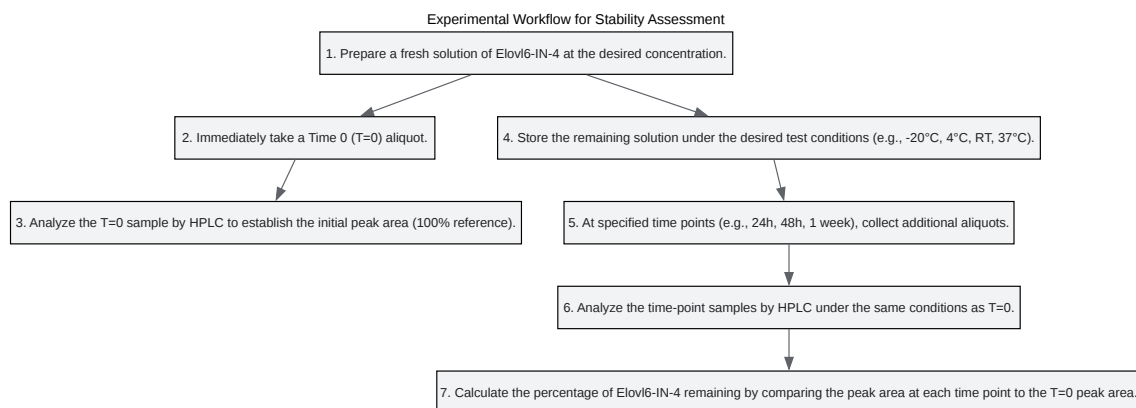 Experimental Workflow for Stability Assessment
1. Prepare a fresh solution of Elovl6-IN-4 at the desired concentration.
2. Immediately take a Time 0 (T=0) aliquot.
4. Store the remaining solution under the desired test conditions (e.g., -20°C, 4°C, RT, 37°C).
3. Analyze the T=0 sample by HPLC to establish the initial peak area (100% reference).
5. At specified time points (e.g., 24h, 48h, 1 week), collect additional aliquots.
6. Analyze the time-point samples by HPLC under the same conditions as T=0.
7. Calculate the percentage of Elovl6-IN-4 remaining by comparing the peak area at each time point to the T=0 peak area.